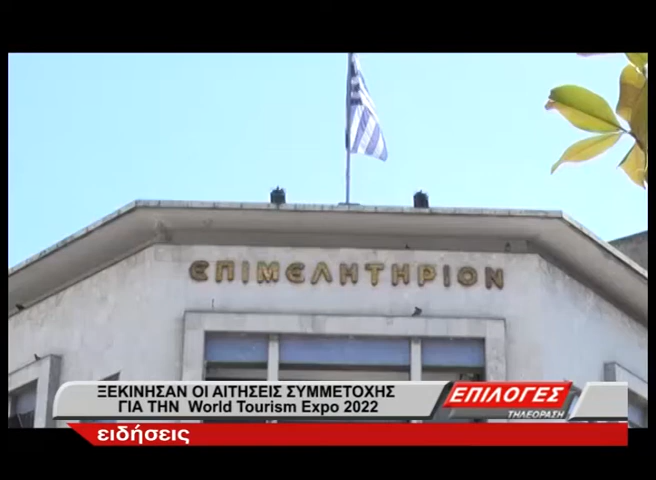 ΕΠΙΜΕΛΗΤΗΡΙΟΝ
ΞΕΚΙΝΗΣΑΝ ΟΙ ΑΙΤΗΣΕΙΣ ΣΥΜΜΕΤΟΧΗΣ
ΓΙΑ ΤΗΝ World Tourism Expo 2022
ΕΠΙΛΟΓΕΣ
ΤΗΛΕΟΡΑΣΗ
ειδήσεις